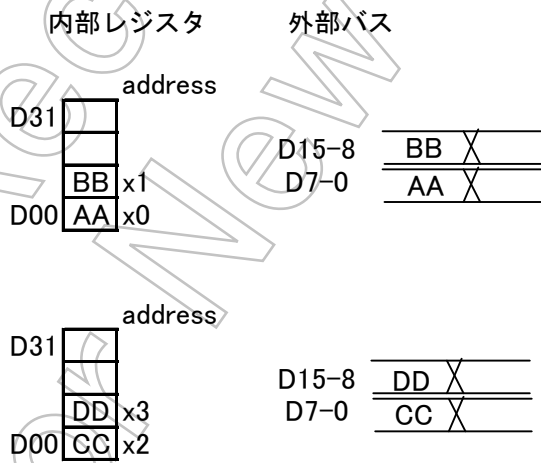 内部レジスタ 外部バス
address
D31
D15-8 BB
BB x1 D7-0 AA
D00 AA x0
address
D31
D15-8 DD
DD x3 D7-0 CC
D00 CC x2